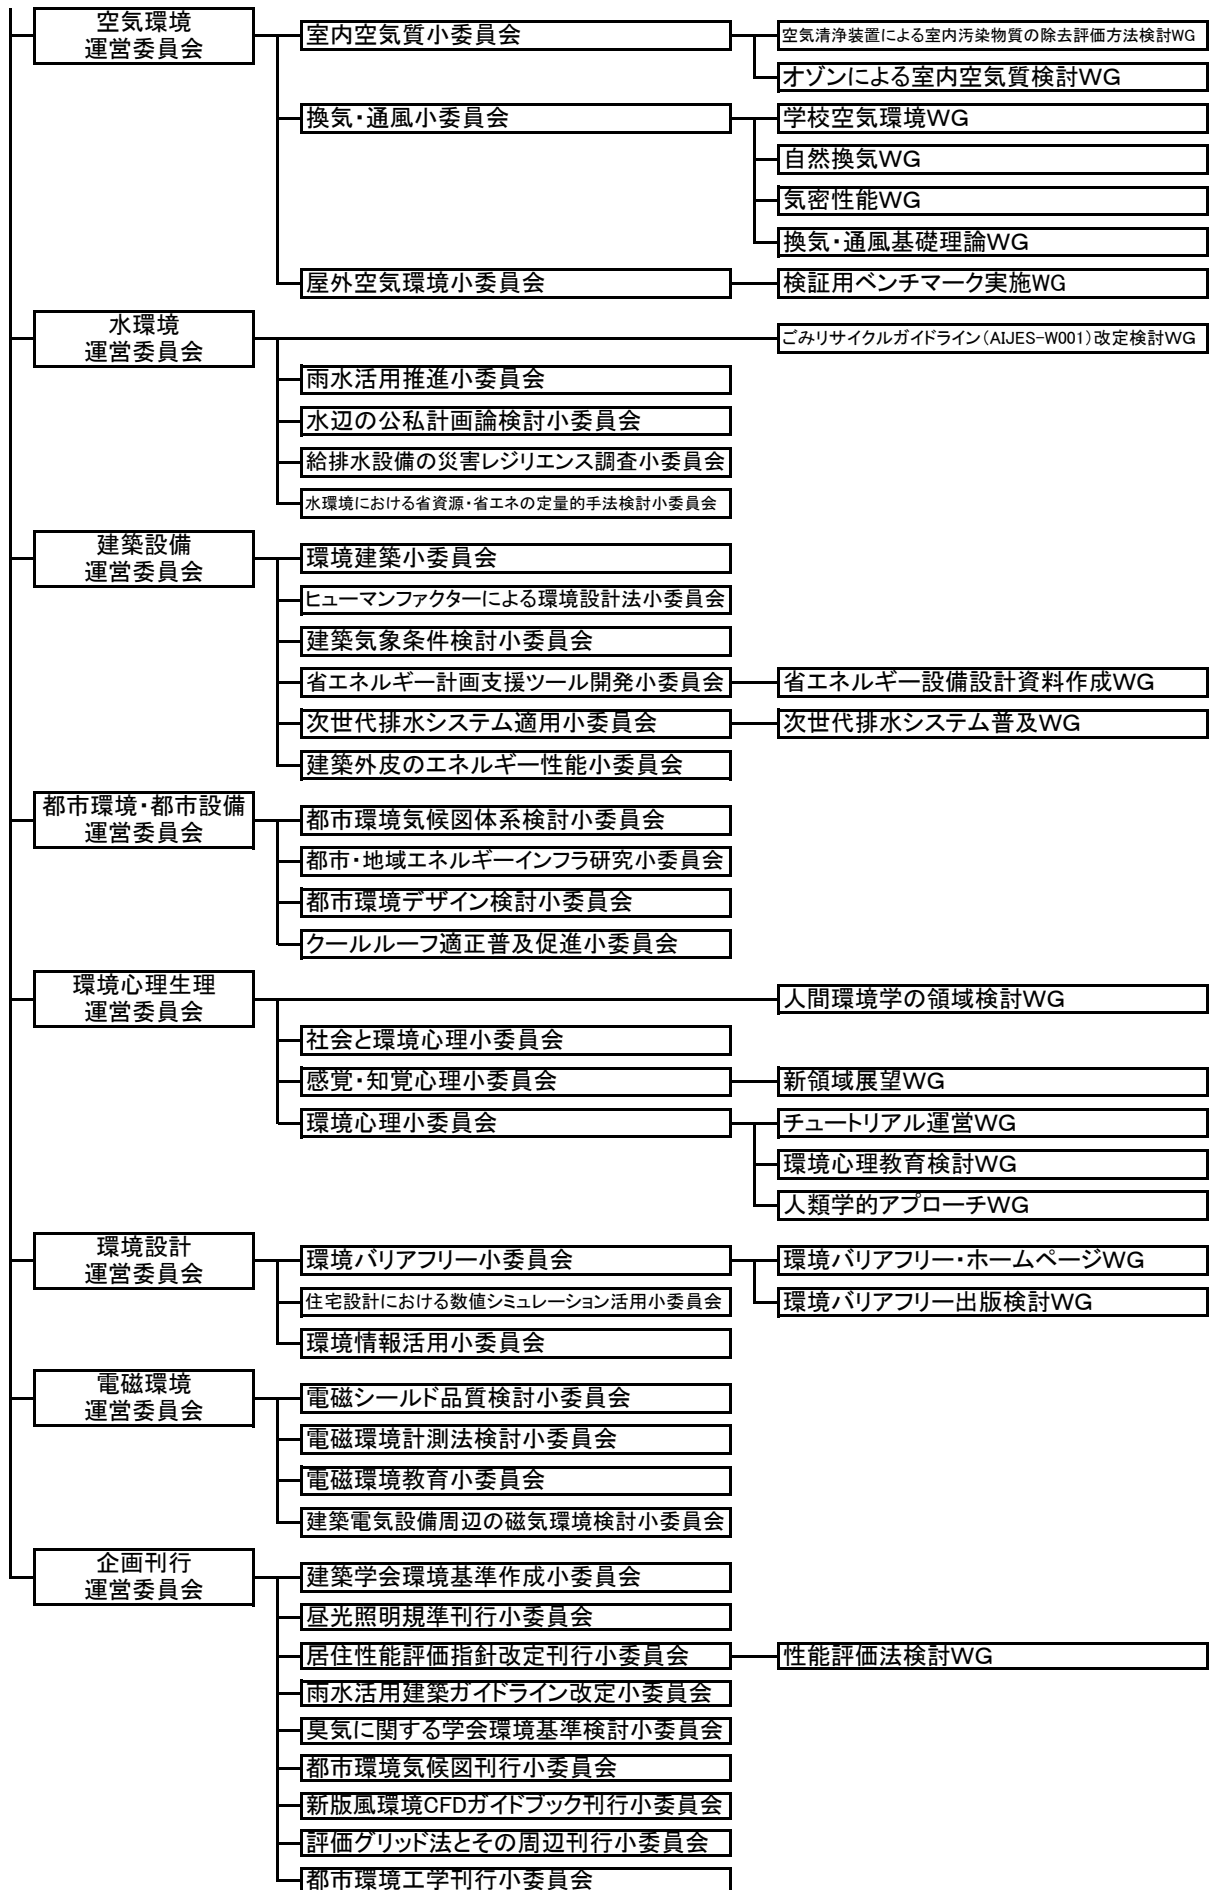 空気環境
運営委員会
室内空気質小委員会
空気清浄装置による室内汚染物質の除去評価方法検討WG
オゾンによる室内空気質検討WG
換気・通風小委員会
学校空気環境WG
自然換気WG
気密性能WG
換気・通風基礎理論WG
屋外空気環境小委員会
検証用ベンチマーク実施WG
水環境
運営委員会
ごみリサイクルガイドライン(AIJES-W001)改定検討WG
雨水活用推進小委員会
水辺の公私計画論検討小委員会
給排水設備の災害レジリエンス調査小委員会
水環境における省資源・省エネの定量的手法検討小委員会
建築設備
運営委員会
環境建築小委員会
ヒューマンファクターによる環境設計法小委員会
建築気象条件検討小委員会
省エネルギー計画支援ツール開発小委員会
省エネルギー設備設計資料作成WG
次世代排水システム適用小委員会
次世代排水システム普及WG
建築外皮のエネルギー性能小委員会
都市環境・都市設備
運営委員会
都市環境気候図体系検討小委員会
都市・地域エネルギーインフラ研究小委員会
都市環境デザイン検討小委員会
クールルーフ適正普及促進小委員会
環境心理生理
運営委員会
人間環境学の領域検討WG
社会と環境心理小委員会
感覚・知覚心理小委員会
新領域展望WG
環境心理小委員会
チュートリアル運営WG
環境心理教育検討WG
人類学的アプローチWG
環境設計
運営委員会
環境バリアフリー小委員会
環境バリアフリー・ホームページWG
住宅設計における数値シミュレーション活用小委員会
環境バリアフリー出版検討WG
環境情報活用小委員会
電磁環境
運営委員会
電磁シールド品質検討小委員会
電磁環境計測法検討小委員会
電磁環境教育小委員会
建築電気設備周辺の磁気環境検討小委員会
企画刊行
運営委員会
建築学会環境基準作成小委員会
昼光照明規準刊行小委員会
居住性能評価指針改定刊行小委員会
性能評価法検討WG
雨水活用建築ガイドライン改定小委員会
臭気に関する学会環境基準検討小委員会
都市環境気候図刊行小委員会
新版風環境CFDガイドブック刊行小委員会
評価グリッド法とその周辺刊行小委員会
都市環境工学刊行小委員会